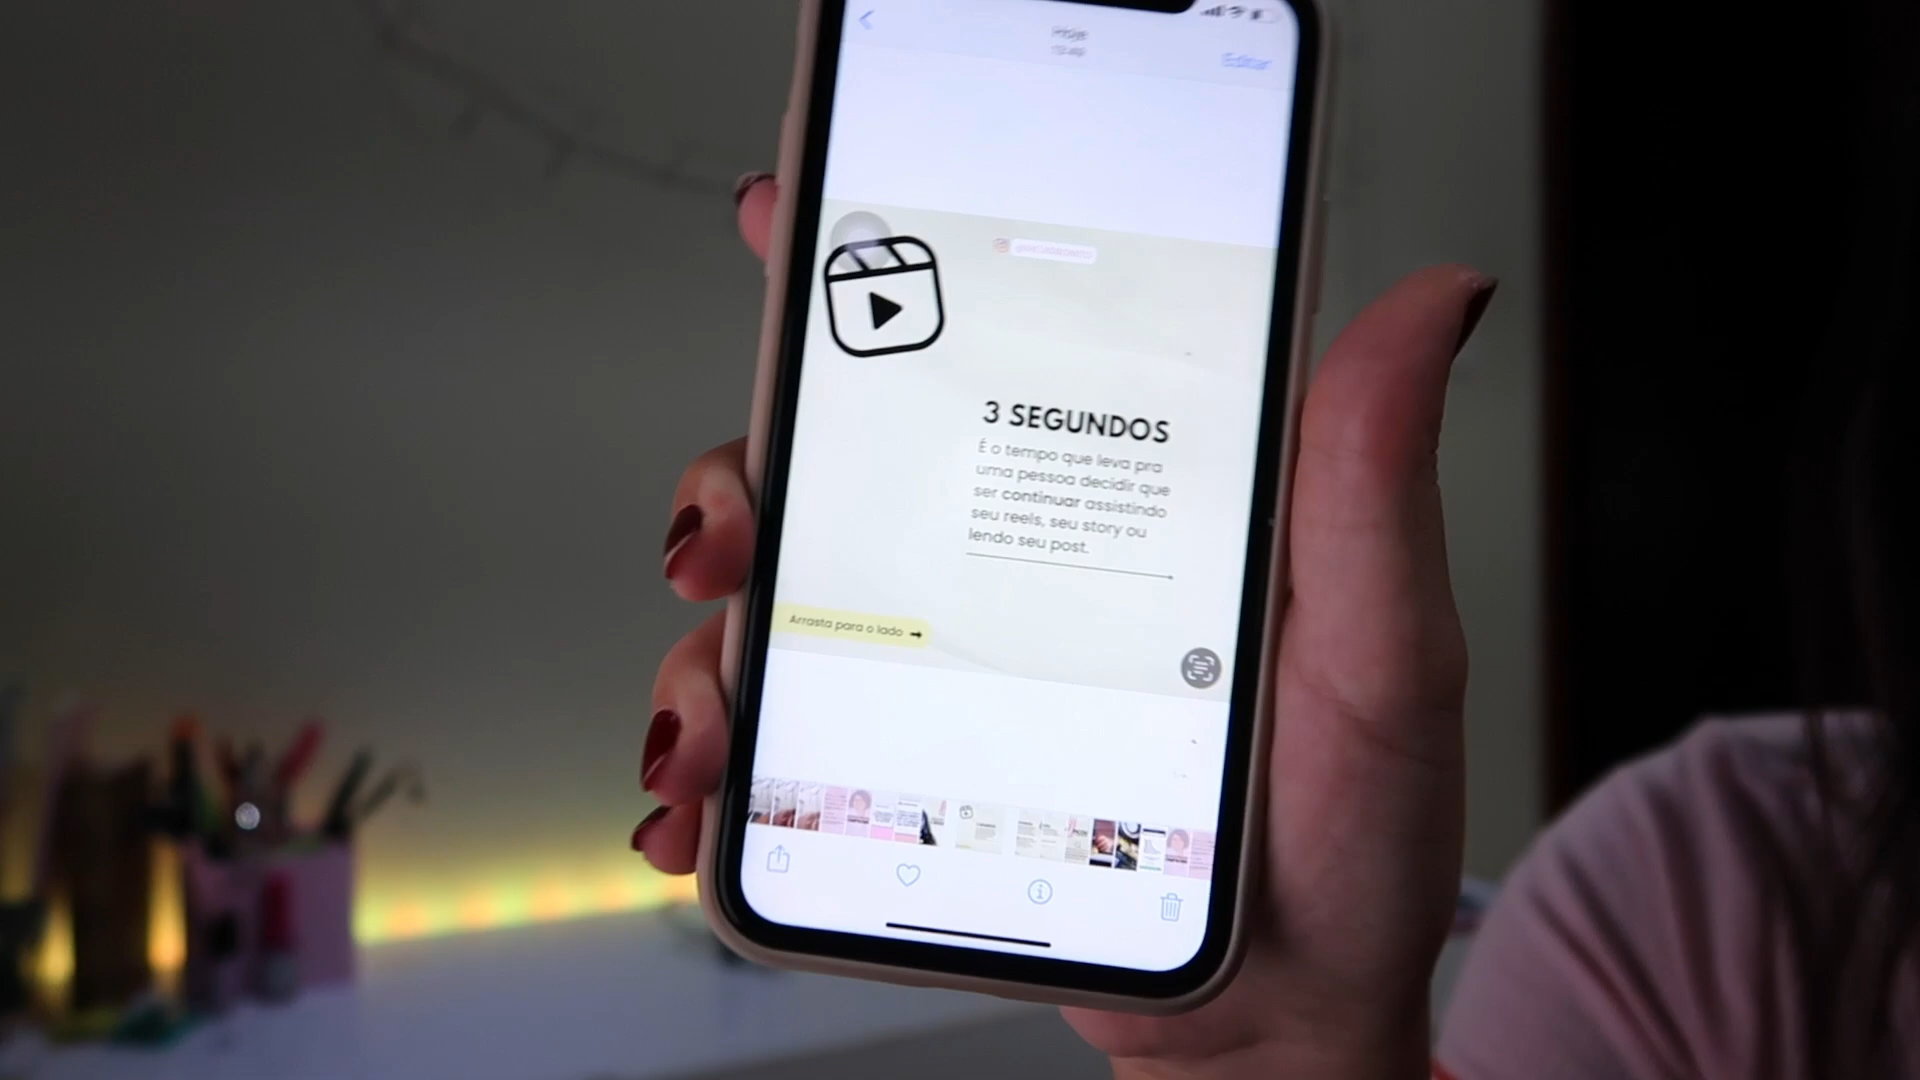 Hoje
Editar
3 SEGUNDOS
É o tempo que leva pra
uma pessoa decidir que
ser continuar assistindo
seu reels, seu story ou
lendo seu post.
Arrasta para o lado